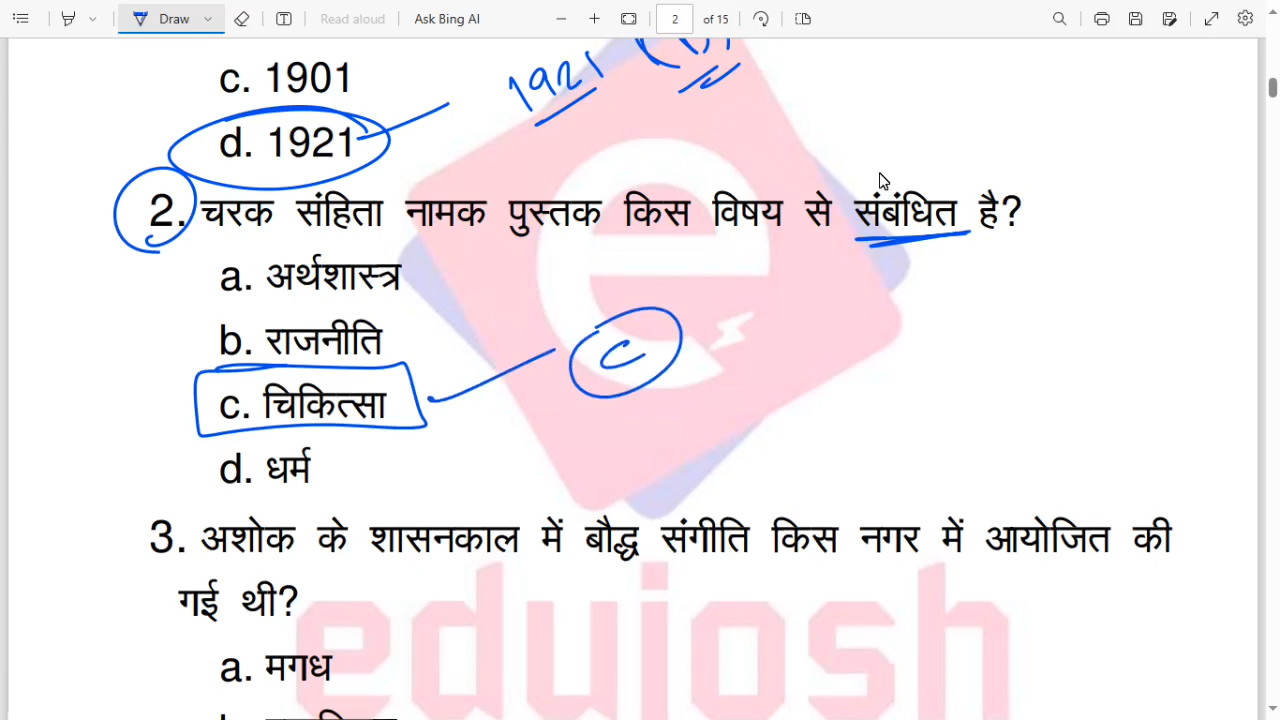 Draw
Read aloud
Ask Bing AI
2 of 15
c. 1901
1921
d. 1921
2. चरक संहिता नामक पुस्तक किस विषय से संबंधित है?
a. अर्थशास्त्र
b. राजनीति
C
c. चिकित्सा
d. धर्म
3. अशोक के शासनकाल में बौद्ध संगीति किस नगर में आयोजित की
गई थी?
edujosh
a. मगध